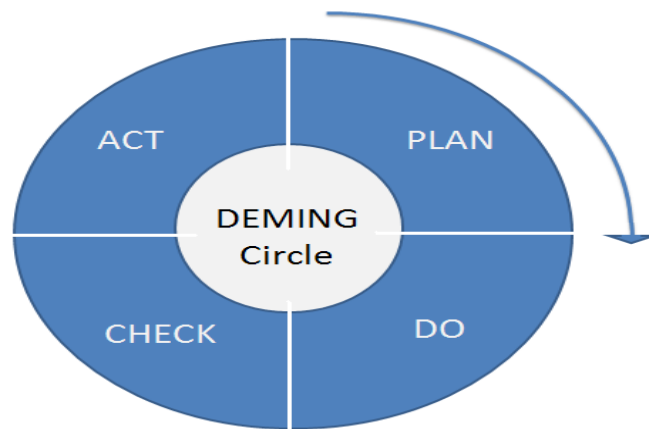 ACT
PLAN
DEMING
Circle
CHECK
DO